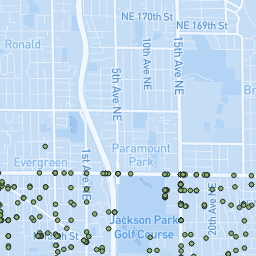 NE 170th St
NE 169th St
Ronald
10th Ave NE
15th Ave NE
5th Ave NE
Paramount
Park
Evergreen
1st Ave NE
20th Ave NE
Jackson Park
Golf Course